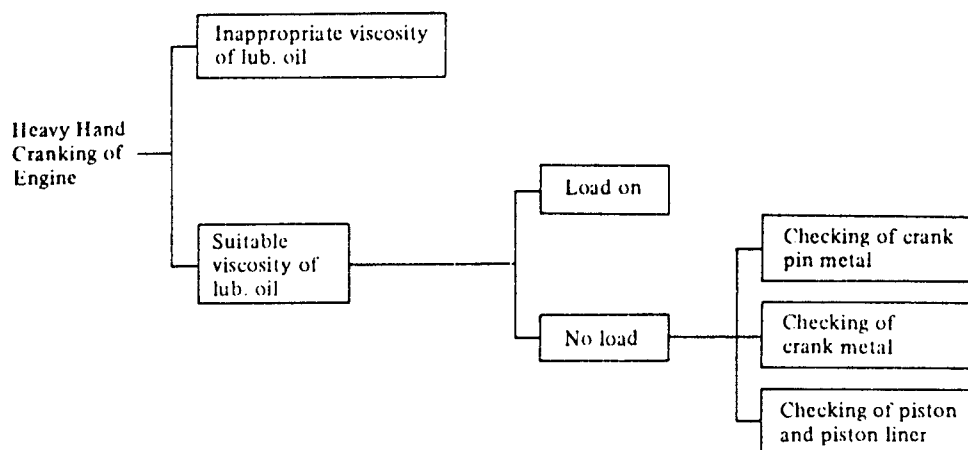 Inappropriate viscosity
of lub. oil
Heavy Hand
Cranking of
Engine
Suitable
viscosity of
lub. oil
Load on
No load
Checking of crank
pin metal
Checking of
crank metal
Checking of piston
and piston liner